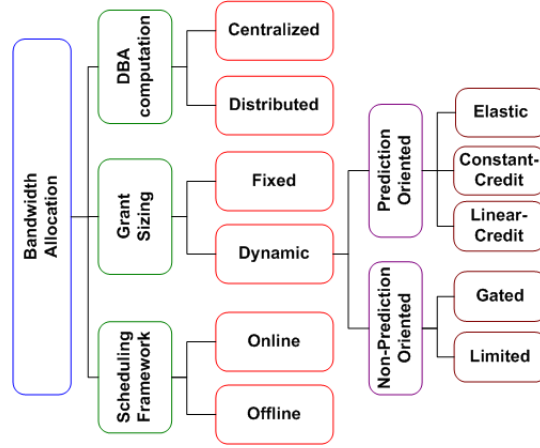 Bandwidth
Allocation
DBA
computation
Centralized
Distributed
Grant
Sizing
Fixed
Dynamic
Prediction
Oriented
Elastic
Constant-
Credit
Linear-
Credit
Non-Prediction
Oriented
Gated
Limited
Scheduling
Framework
Online
Offline